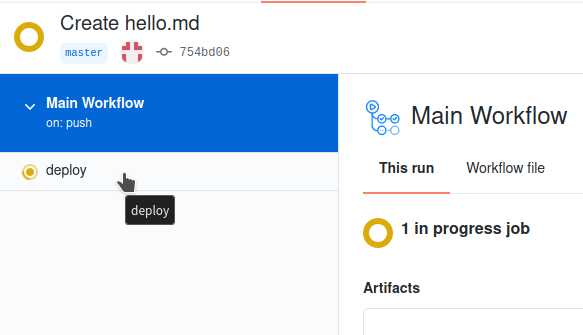 Create hello.md
master 754bd06
Main Workflow
on: push
deploy
deploy
Main Workflow
This run Workflow file
1 in progress job
Artifacts